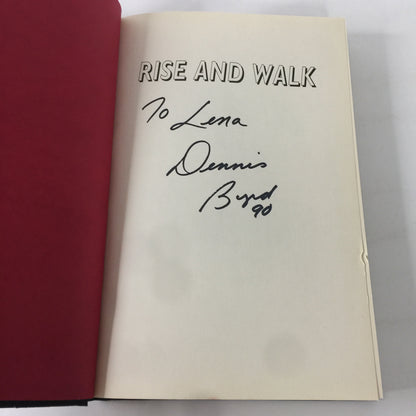 RISE AND WALK
To Lena
Dennis
Byrd
90